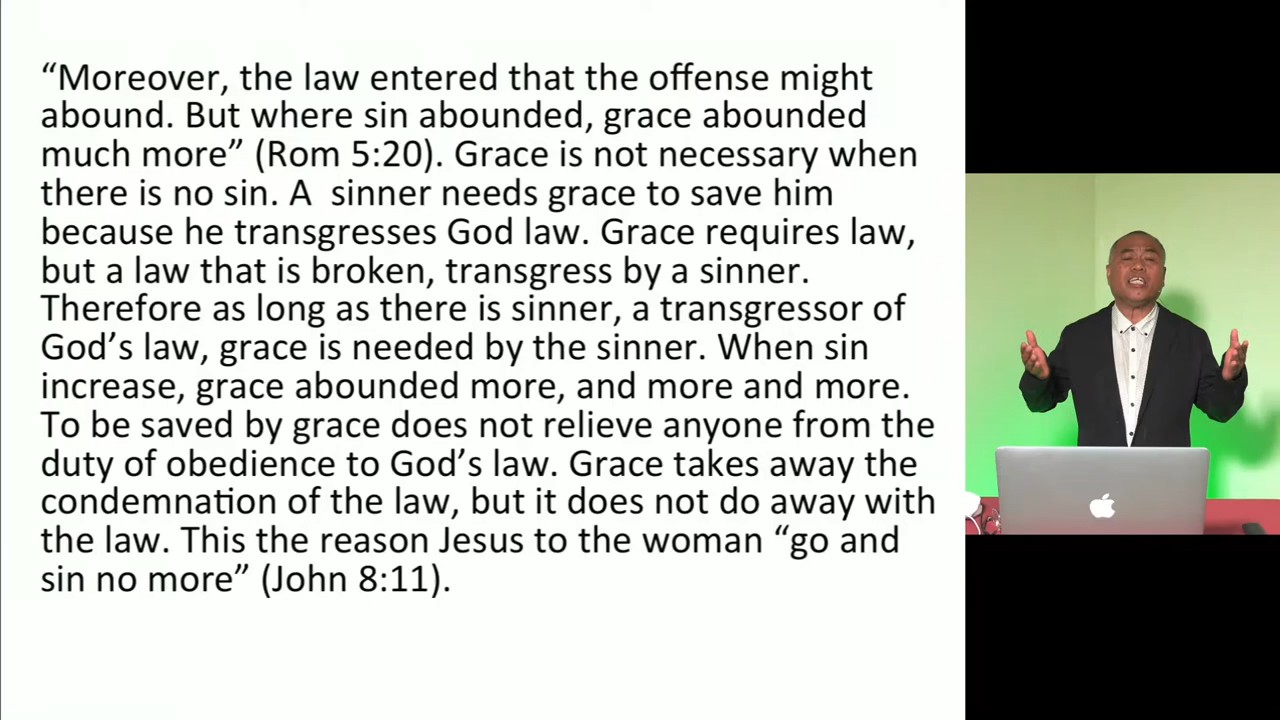 “Moreover, the law entered that the offense might
abound. But where sin abounded, grace abounded
much more” (Rom 5:20). Grace is not necessary when
there is no sin. A  sinner needs grace to save him
because he transgresses God law. Grace requires law,
but a law that is broken, transgress by a sinner.
Therefore as long as there is sinner, a transgressor of
God’s law, grace is needed by the sinner. When sin
increase, grace abounded more, and more and more.
To be saved by grace does not relieve anyone from the
duty of obedience to God’s law. Grace takes away the
condemnation of the law, but it does not do away with
the law. This the reason Jesus to the woman “go and
sin no more” (John 8:11).